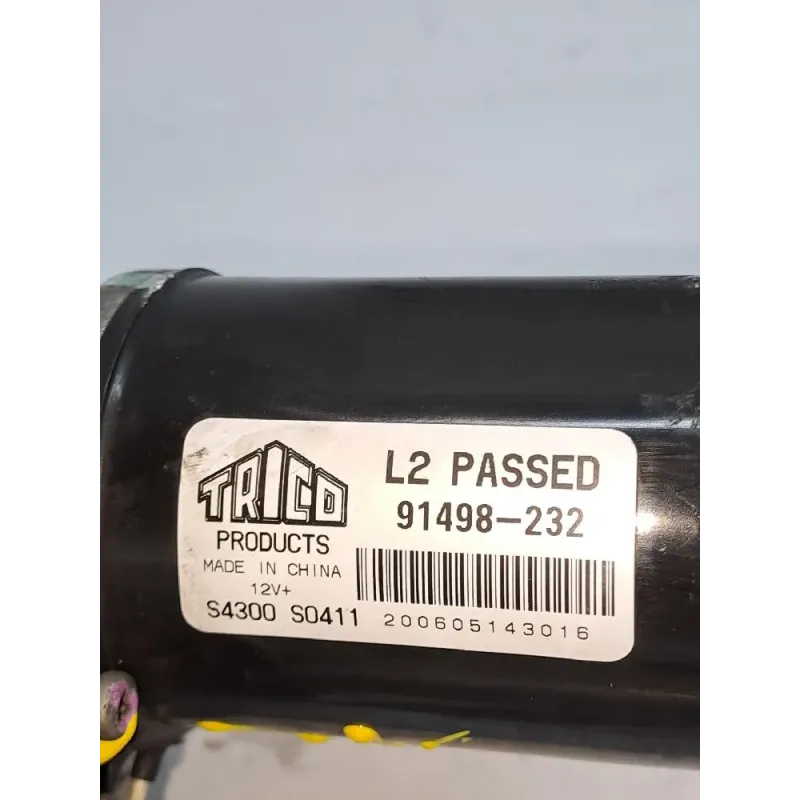 TRICO
PRODUCTS
MADE IN CHINA
12V+
S4300 S0411
L2 PASSED
91498-232
200605143016